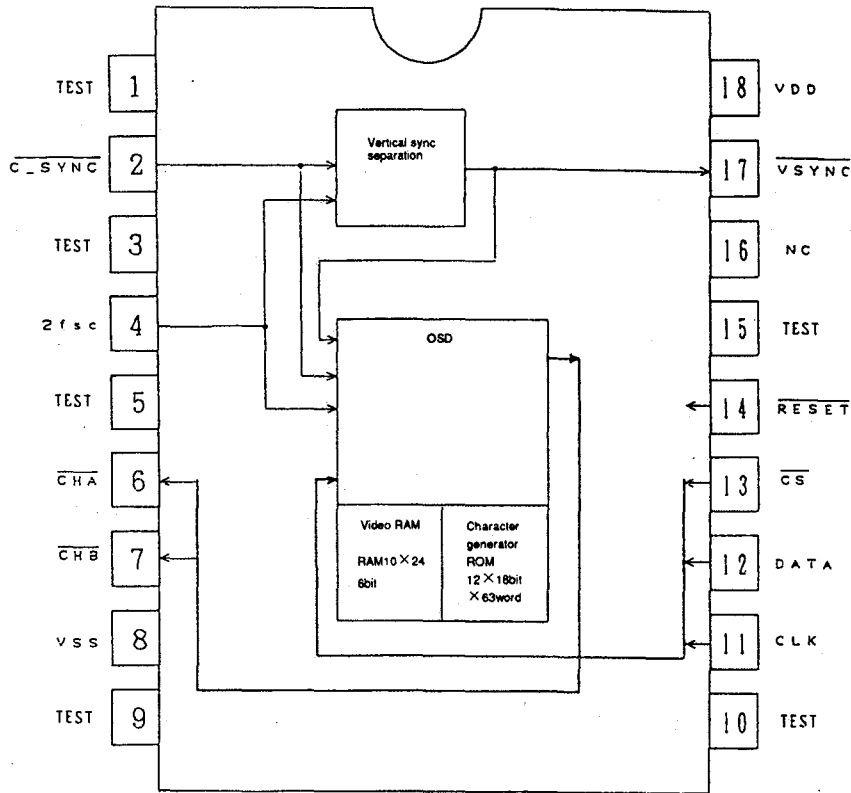 TEST 1
C_SYNC 2
TEST 3
2fsc 4
TEST 5
CHA 6
CHB 7
VSS 8
TEST 9
Vertical sync
separation
OSD
Video RAM
RAM10×24
6bit
Character
generator
ROM
12×18bit
×63word
18 VDD
17 VSYNC
16 NC
15 TEST
14 RESET
13 CS
12 DATA
11 CLK
10 TEST